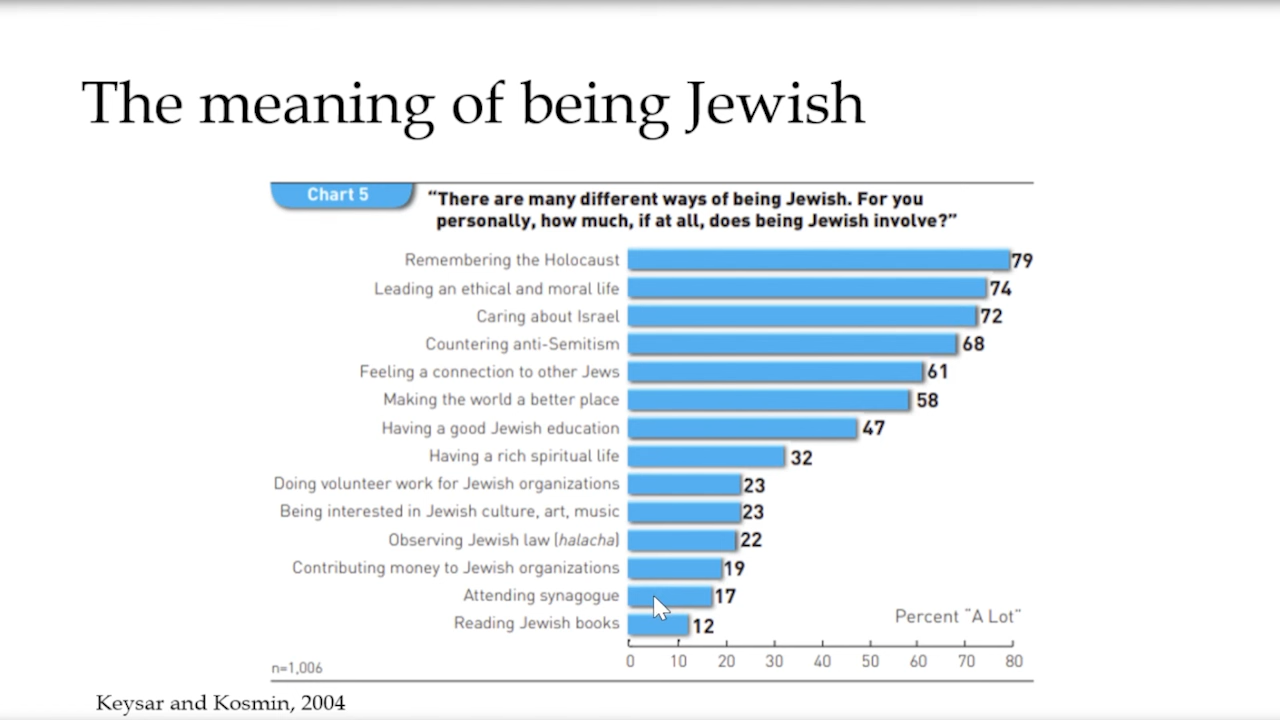 The meaning of being Jewish
Chart 5
“There are many different ways of being Jewish. For you
personally, how much, if at all, does being Jewish involve?”
Remembering the Holocaust 79
Leading an ethical and moral life 74
Caring about Israel 72
Countering anti-Semitism 68
Feeling a connection to other Jews 61
Making the world a better place 58
Having a good Jewish education 47
Having a rich spiritual life 32
Doing volunteer work for Jewish organizations 23
Being interested in Jewish culture, art, music 23
Observing Jewish law (halacha) 22
Contributing money to Jewish organizations 19
Attending synagogue 17
Reading Jewish books 12
Percent “A Lot”
0 10 20 30 40 50 60 70 80
n=1,006
Keysar and Kosmin, 2004